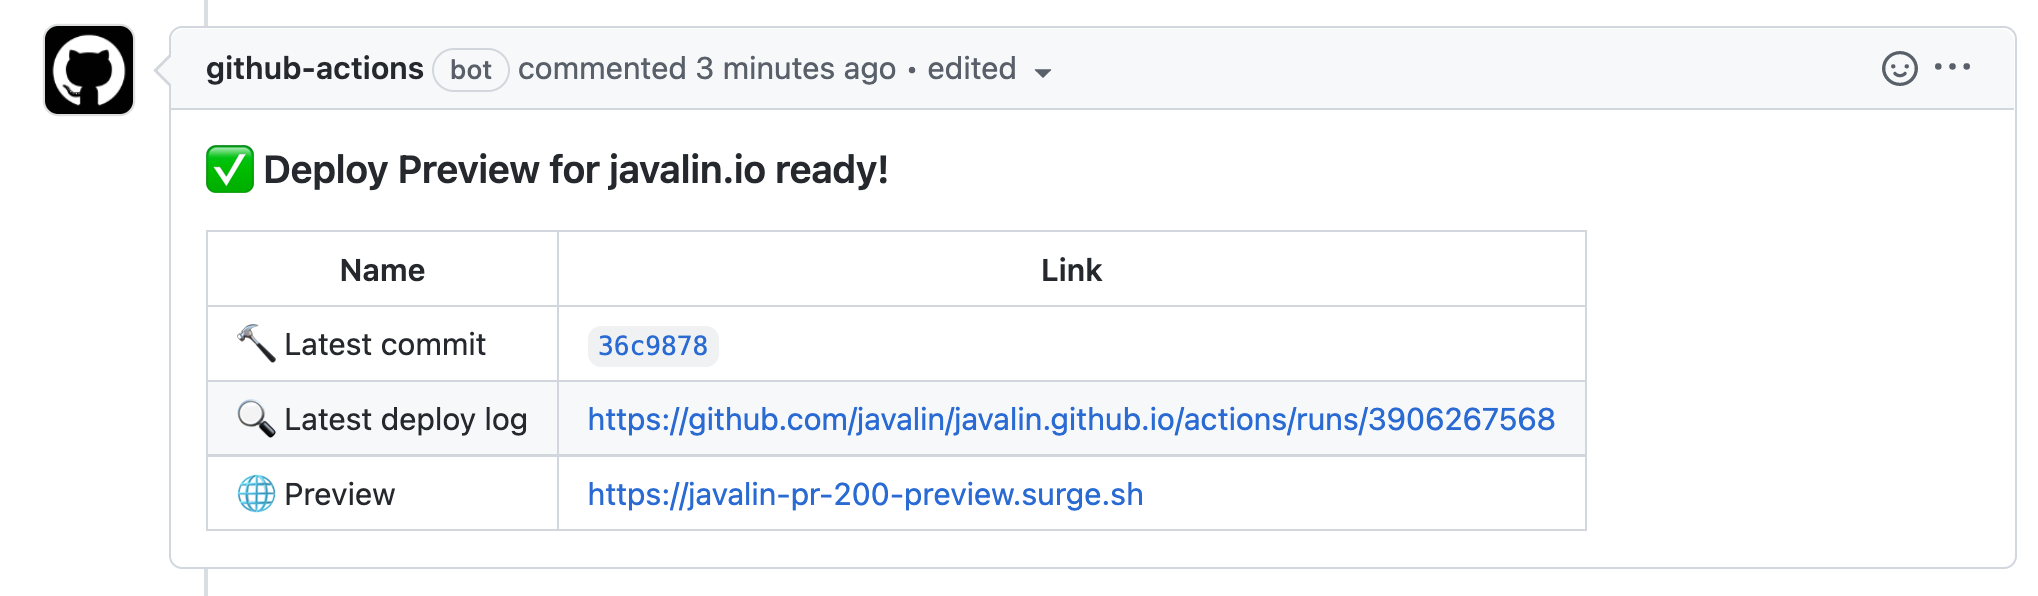 github-actions bot commented 3 minutes ago • edited
✅ Deploy Preview for javalin.io ready!
Name Link
🔨 Latest commit 36c9878
🔍 Latest deploy log https://github.com/javalin/javalin.github.io/actions/runs/3906267568
🌐 Preview https://javalin-pr-200-preview.surge.sh